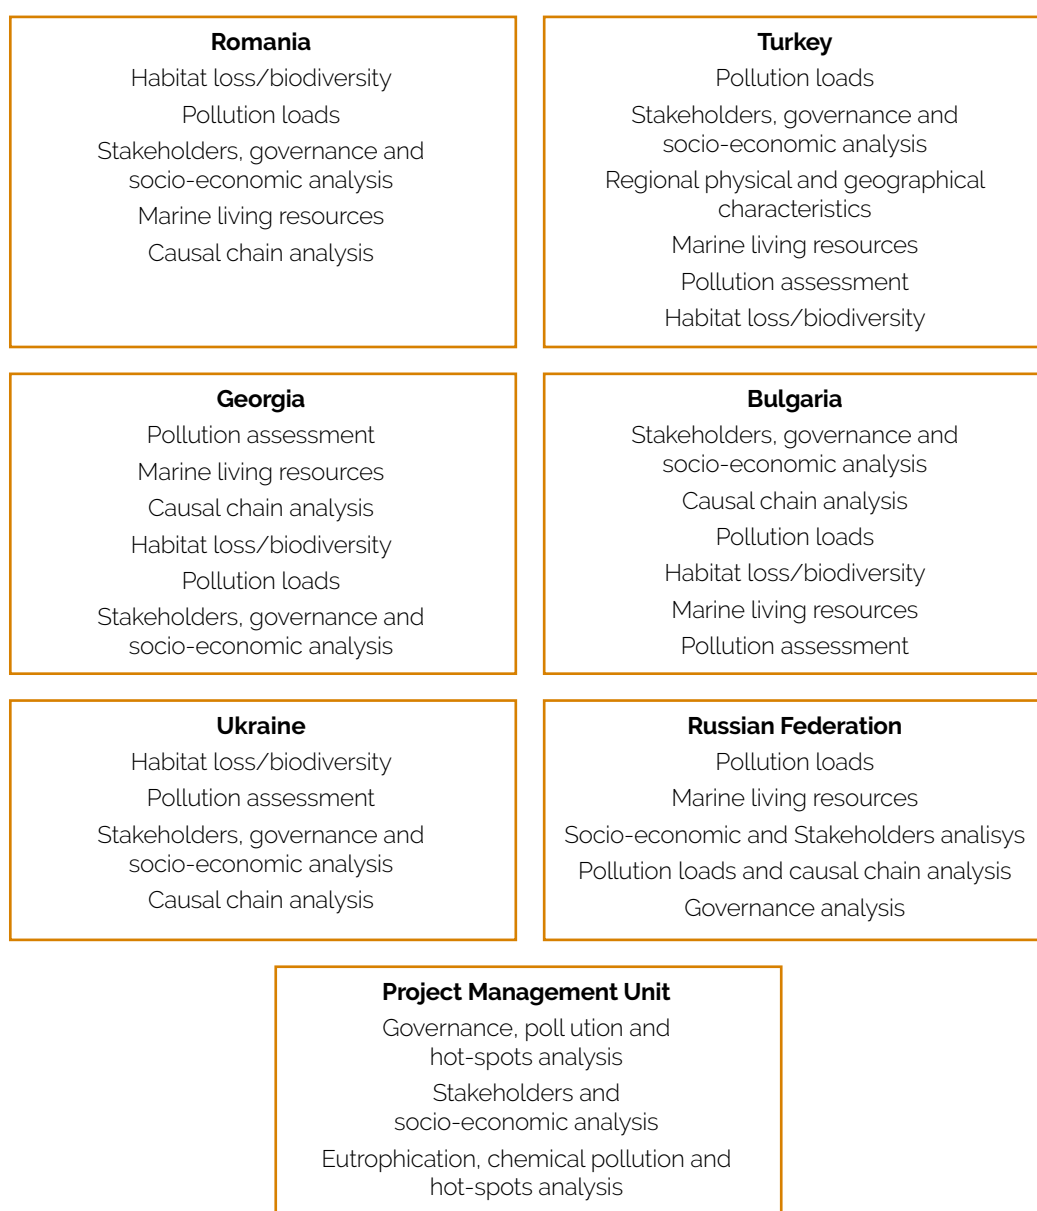 Romania
Habitat loss/biodiversity
Pollution loads
Stakeholders, governance and
socio-economic analysis
Marine living resources
Causal chain analysis
Turkey
Pollution loads
Stakeholders, governance and
socio-economic analysis
Regional physical and geographical
characteristics
Marine living resources
Pollution assessment
Habitat loss/biodiversity
Georgia
Pollution assessment
Marine living resources
Causal chain analysis
Habitat loss/biodiversity
Pollution loads
Stakeholders, governance and
socio-economic analysis
Bulgaria
Stakeholders, governance and
socio-economic analysis
Causal chain analysis
Pollution loads
Habitat loss/biodiversity
Marine living resources
Pollution assessment
Ukraine
Habitat loss/biodiversity
Pollution assessment
Stakeholders, governance and
socio-economic analysis
Causal chain analysis
Russian Federation
Pollution loads
Marine living resources
Socio-economic and Stakeholders analisys
Pollution loads and causal chain analysis
Governance analysis
Project Management Unit
Governance, poll ution and
hot-spots analysis
Stakeholders and
socio-economic analysis
Eutrophication, chemical pollution and
hot-spots analysis